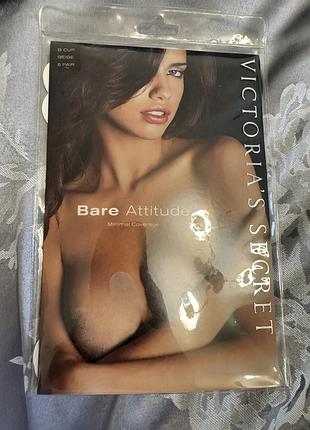 D CUP
BEIGE
6 PAIR
Bare Attitude
Minimal Coverage
VICTORIA'S SECRET